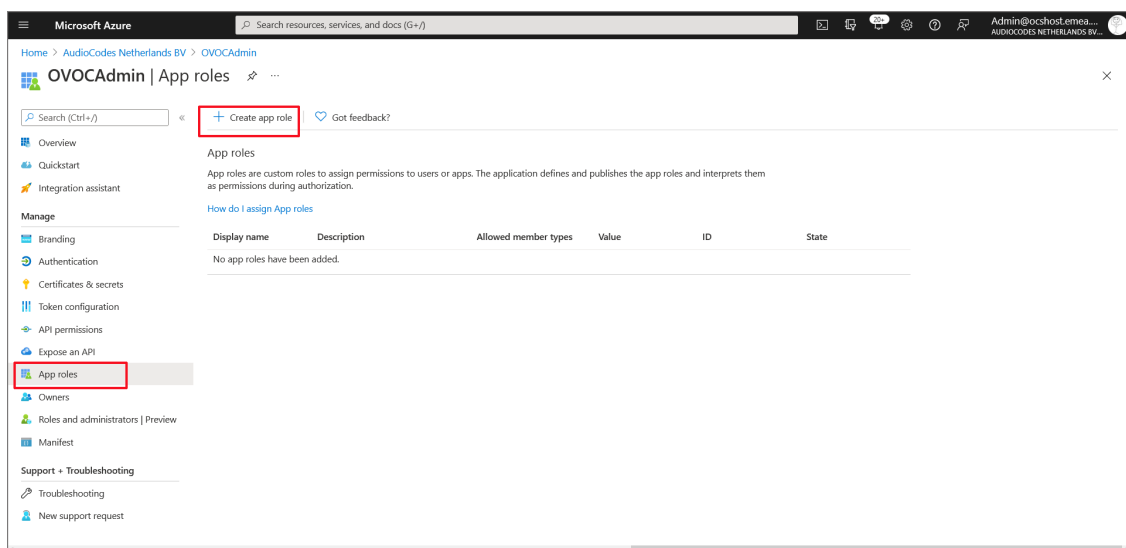 Microsoft Azure
Search resources, services, and docs (G+/)
20+
Admin@ocshost.emea....
AUDIOCODES NETHERLANDS BV...
Home > AudioCodes Netherlands BV > OVOCAdmin
OVOCAdmin | App roles
Search (Ctrl+/)
Overview
Quickstart
Integration assistant
Manage
Branding
Authentication
Certificates & secrets
Token configuration
API permissions
Expose an API
App roles
Owners
Roles and administrators | Preview
Manifest
Support + Troubleshooting
Troubleshooting
New support request
Create app role
Got feedback?
App roles
App roles are custom roles to assign permissions to users or apps. The application defines and publishes the app roles and interprets them
as permissions during authorization.
How do I assign App roles
Display name Description Allowed member types Value ID State
No app roles have been added.